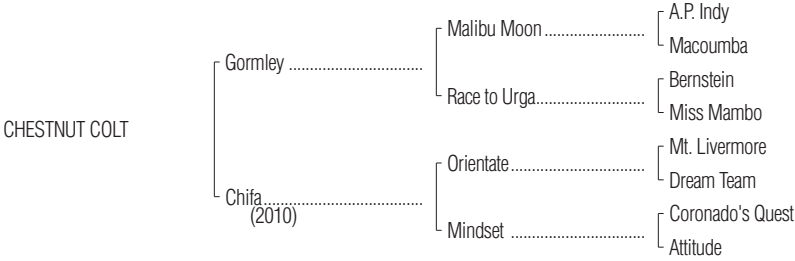 A.P. Indy
Malibu Moon ........................
Macoumba
Gormley ................................
Bernstein
Race to Urga..........................
Miss Mambo
CHESTNUT COLT
Mt. Livermore
Orientate................................
Dream Team
Chifa......................................
(2010)
Coronado's Quest
Mindset ................................
Attitude